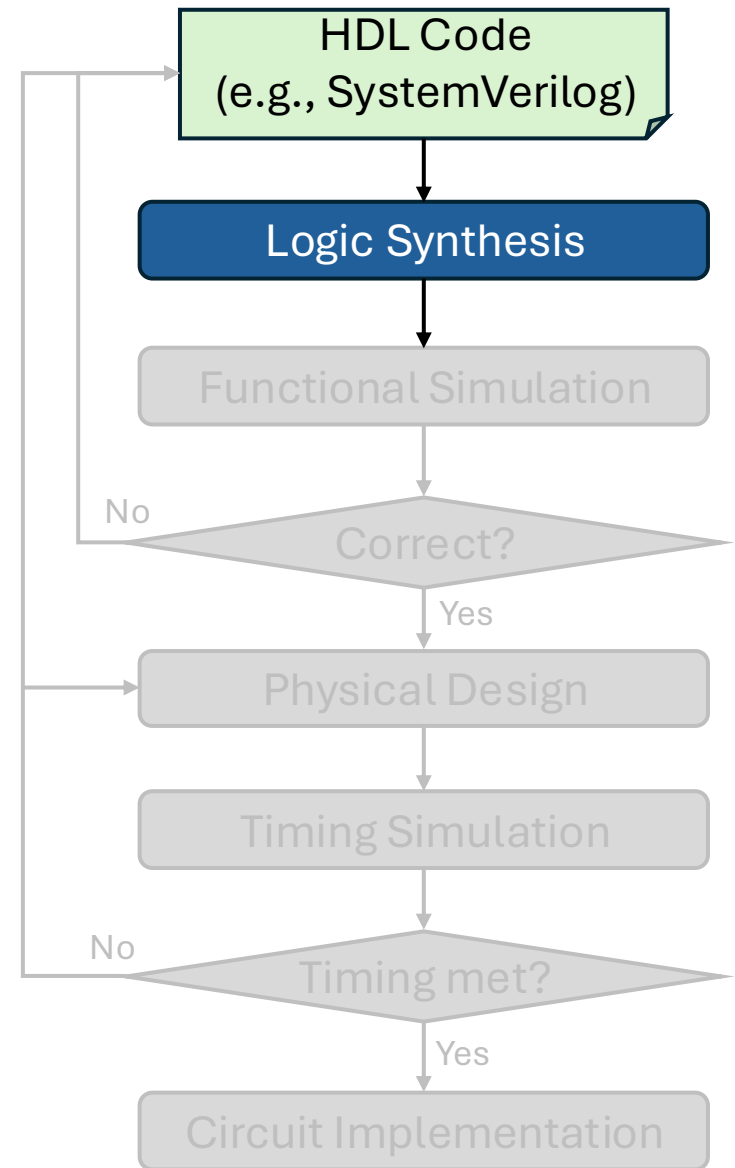 HDL Code
(e.g., SystemVerilog)
Logic Synthesis
Functional Simulation
No
Correct?
Yes
Physical Design
Timing Simulation
No
Timing met?
Yes
Circuit Implementation